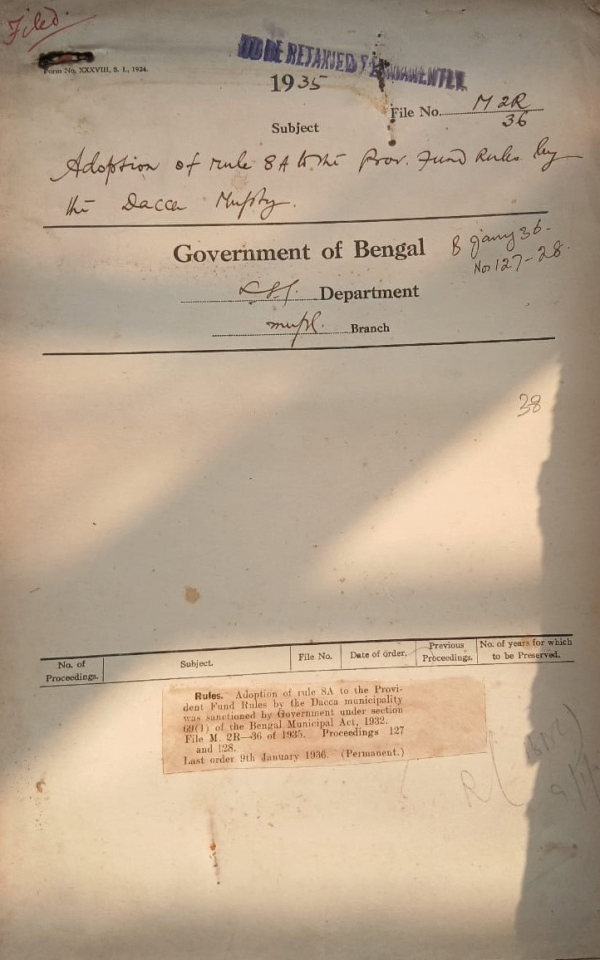 Filed.
Form No. XXXVIII, S. I., 1924.
TO BE RETAINED PERMANENTLY.
1935
File No. M 2R
36
Subject
Adoption of rule 8A to the Prov. Fund Rules by
the Dacca Mupty.
Government of Bengal
8 Jany 36.
Nos 127-28.
Department
Branch
38
No. of Proceedings. Subject. File No. Date of order. Previous Proceedings. No. of years for which to be Preserved.
Rules. Adoption of rule 8A to the Provi-
dent Fund Rules by the Dacca municipality
was sanctioned by Government under section
69(1) of the Bengal Municipal Act, 1932.
File M. 2R—36 of 1935. Proceedings 127
and 128.
Last order 9th January 1936. (Permanent.)